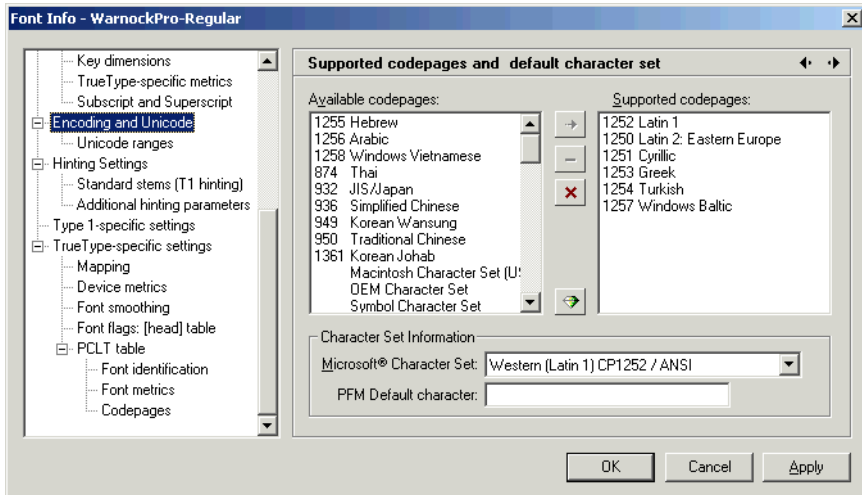 Font Info - WarnockPro-Regular
Key dimensions
TrueType-specific metrics
Subscript and Superscript
Encoding and Unicode
Unicode ranges
Hinting Settings
Standard stems (T1 hinting)
Additional hinting parameters
Type 1-specific settings
TrueType-specific settings
Mapping
Device metrics
Font smoothing
Font flags: [head] table
PCLT table
Font identification
Font metrics
Codepages
Supported codepages and default character set
Available codepages:
1255 Hebrew
1256 Arabic
1258 Windows Vietnamese
874 Thai
932 JIS/Japan
936 Simplified Chinese
949 Korean Wansung
950 Traditional Chinese
1361 Korean Johab
Macintosh Character Set (U
OEM Character Set
Symbol Character Set
Supported codepages:
1252 Latin 1
1250 Latin 2: Eastern Europe
1251 Cyrillic
1253 Greek
1254 Turkish
1257 Windows Baltic
Character Set Information
Microsoft® Character Set: Western (Latin 1) CP1252 / ANSI
PFM Default character:
OK Cancel Apply